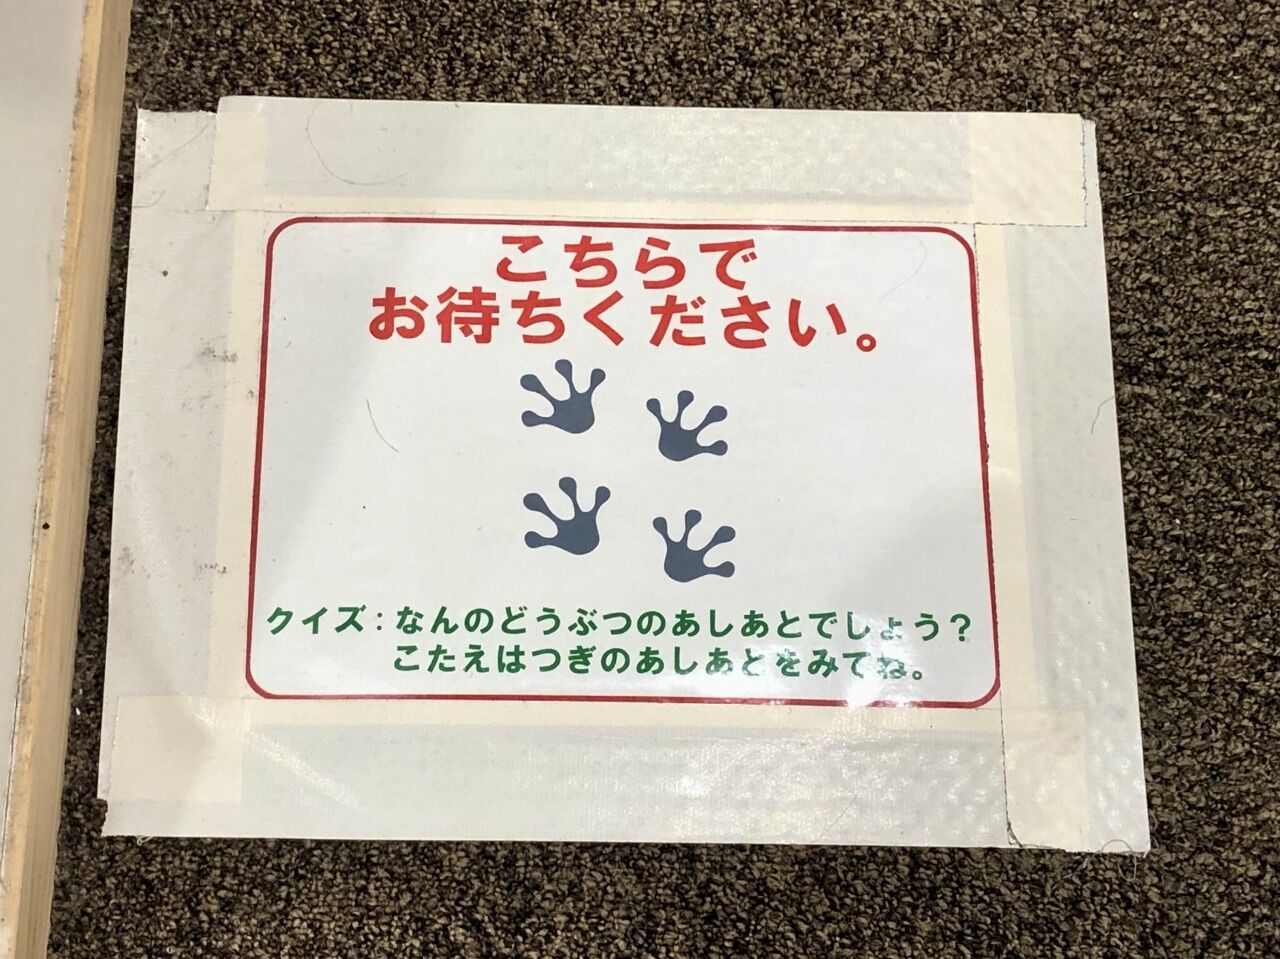 こちらで
お待ちください。
クイズ：なんのどうぶつのあしあとでしょう？
こたえはつぎのあしあとをみてね。